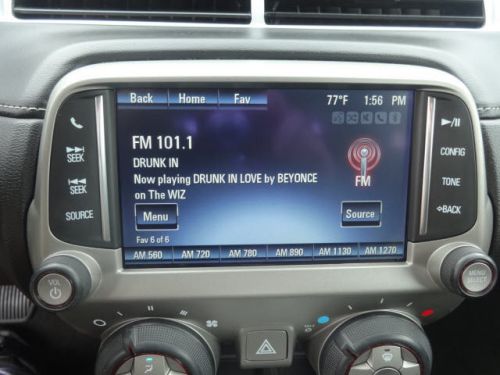 Back Home Fav 77°F 1:56 PM
FM 101.1
DRUNK IN
Now playing DRUNK IN LOVE by BEYONCE
on The WIZ
FM
Menu Source
Fav 6 of 6
AM 560 AM 720 AM 780 AM 890 AM 1130 AM 1270
SEEK
SEEK
SOURCE
CONFIG
TONE
BACK
VOL
MENU
SELECT